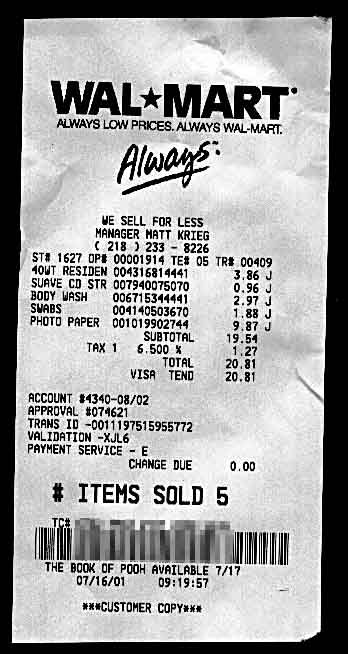 WAL★MART
ALWAYS LOW PRICES. ALWAYS WAL-MART.
Always.
WE SELL FOR LESS
MANAGER MATT KRIEG
( 218 ) 233 - 8226
ST# 1627 OP# 00001914 TE# 05 TR# 00409
40WT RESIDEN 004316814441 3.86 J
SUAVE CD STR 007940075070 0.96 J
BODY WASH 006715344441 2.97 J
SWABS 004140503670 1.88 J
PHOTO PAPER 001019902744 9.87 J
SUBTOTAL 19.54
TAX 1 6.500 % 1.27
TOTAL 20.81
VISA TEND 20.81
ACCOUNT #4340-08/02
APPROVAL #074621
TRANS ID -0011197515955772
VALIDATION -XJL6
PAYMENT SERVICE - E
CHANGE DUE 0.00
# ITEMS SOLD 5
TC#
THE BOOK OF POOH AVAILABLE 7/17
07/16/01 09:19:57
***CUSTOMER COPY***